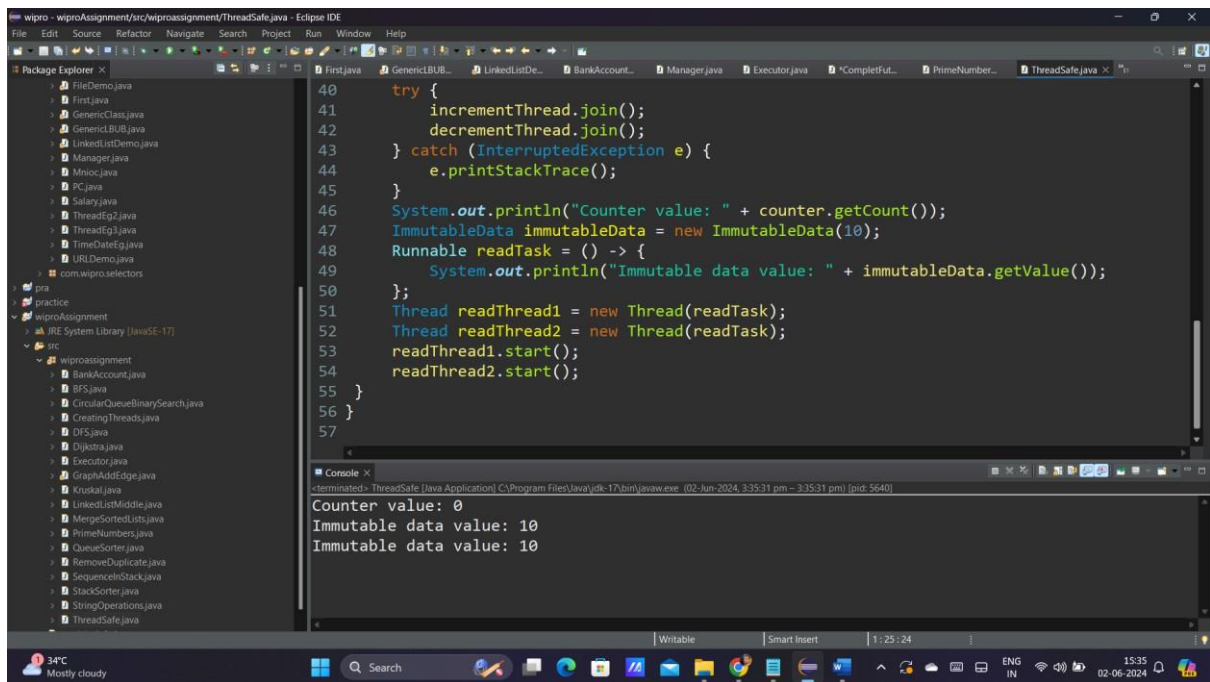 wipro - wiproAssignment/src/wiproassignment/ThreadSafe.java - Eclipse IDE
File Edit Source Refactor Navigate Search Project Run Window Help
Package Explorer
First.java GenericLBUB... LinkedListDe... BankAccount... Manager.java Executor.java *CompletFut... PrimeNumber... ThreadSafe.java
FileDemo.java
First.java
GenericClass.java
GenericLBUB.java
LinkedListDemo.java
Manager.java
Mnioc.java
PC.java
Salary.java
ThreadEg2.java
ThreadEg3.java
TimeDateEg.java
URLDemo.java
com.wipro.selectors
pra
practice
wiproAssignment
JRE System Library [JavaSE-17]
src
wiproassignment
BankAccount.java
BFS.java
CircularQueueBinarySearch.java
CreatingThreads.java
DFS.java
Dijkstra.java
Executor.java
GraphAddEdge.java
Kruskal.java
LinkedListMiddle.java
MergeSortedLists.java
PrimeNumbers.java
QueueSorter.java
RemoveDuplicate.java
SequenceInStack.java
StackSorter.java
StringOperations.java
ThreadSafe.java
40 try {
41 incrementThread.join();
42 decrementThread.join();
43 } catch (InterruptedException e) {
44 e.printStackTrace();
45 }
46 System.out.println("Counter value: " + counter.getCount());
47 ImmutableData immutableData = new ImmutableData(10);
48 Runnable readTask = () -> {
49 System.out.println("Immutable data value: " + immutableData.getValue());
50 };
51 Thread readThread1 = new Thread(readTask);
52 Thread readThread2 = new Thread(readTask);
53 readThread1.start();
54 readThread2.start();
55 }
56 }
57
Console
<terminated> ThreadSafe [Java Application] C:\Program Files\Java\jdk-17\bin\javaw.exe (02-Jun-2024, 3:35:31 pm – 3:35:31 pm) [pid: 5640]
Counter value: 0
Immutable data value: 10
Immutable data value: 10
Writable Smart Insert 1 : 25 : 24
1 34°C
Mostly cloudy
Search
ENG
IN
15:35
02-06-2024